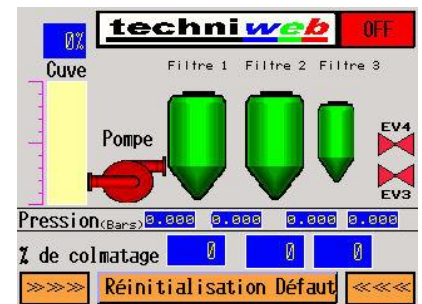 0% techniweb OFF
Cuve Filtre 1 Filtre 2 Filtre 3
Pompe EV4
EV3
Pression(Bars) 0.000 0.000 0.000 0.000
% de colmatage 0 0 0
>>>> Réinitialisation Défaut <<<<